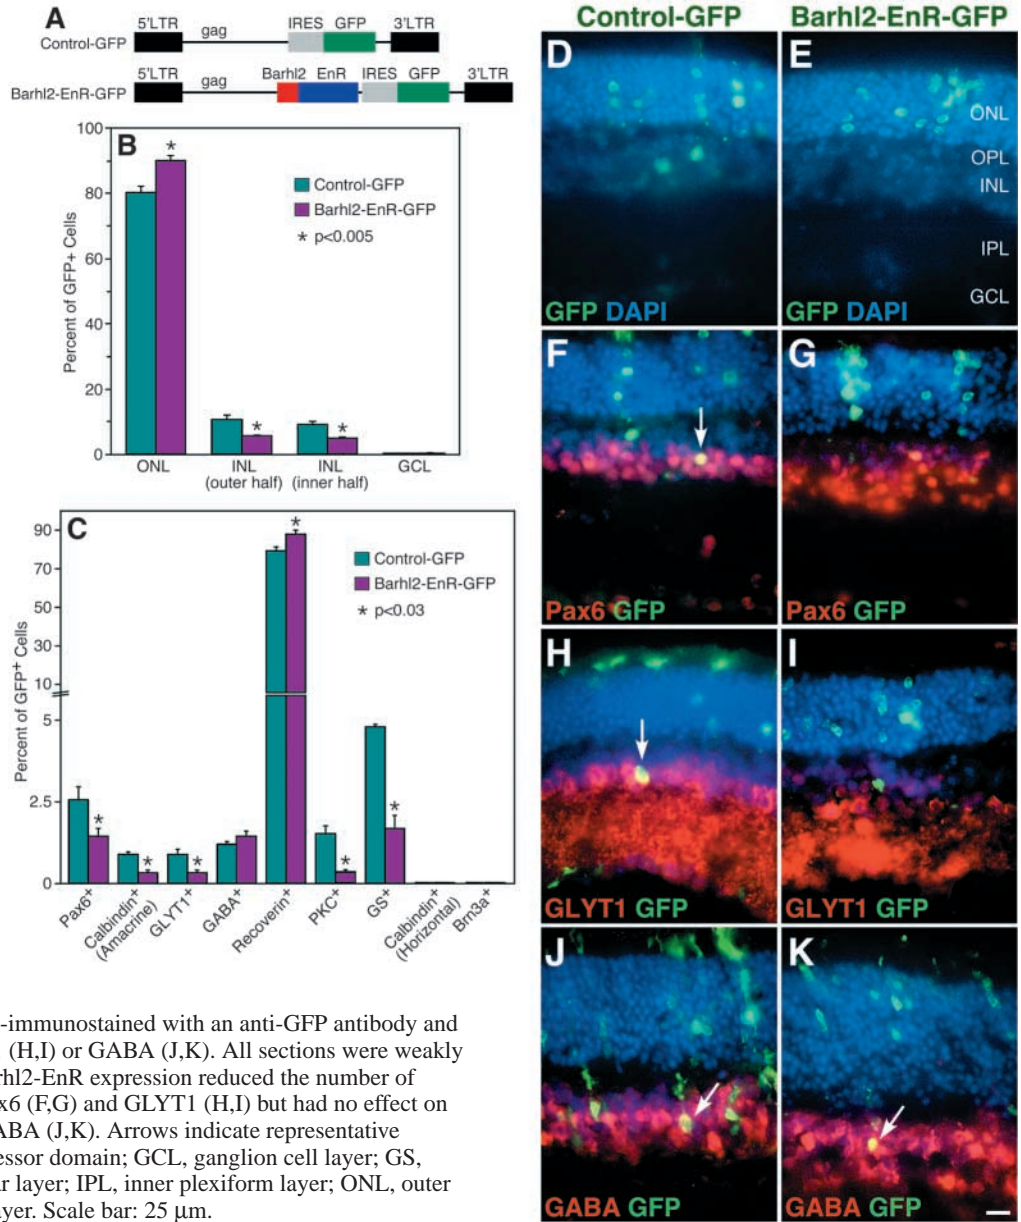 A
5'LTR gag IRES GFP 3'LTR
Control-GFP
5'LTR gag Barhl2 EnR IRES GFP 3'LTR
Barhl2-EnR-GFP
B
100
80
60
40
20
0
Percent of GFP+ Cells
*
*
*
Control-GFP
Barhl2-EnR-GFP
* p<0.005
ONL INL (outer half) INL (inner half) GCL
C
90
70
50
30
10
5
2.5
0
Percent of GFP+ Cells
*
*
*
*
*
*
Control-GFP
Barhl2-EnR-GFP
* p<0.03
Pax6+
Calbindin+ (Amacrine)
GLYT1+
GABA+
Recoverin+
PKC+
GS+
Calbindin+ (Horizontal)
Brn3a+
-immunostained with an anti-GFP antibody and
(H,I) or GABA (J,K). All sections were weakly
rhl2-EnR expression reduced the number of
x6 (F,G) and GLYT1 (H,I) but had no effect on
ABA (J,K). Arrows indicate representative
essor domain; GCL, ganglion cell layer; GS,
ar layer; IPL, inner plexiform layer; ONL, outer
ayer. Scale bar: 25 μm.
Control-GFP Barhl2-EnR-GFP
D
GFP DAPI
E
ONL
OPL
INL
IPL
GCL
GFP DAPI
F
Pax6 GFP
G
Pax6 GFP
H
GLYT1 GFP
I
GLYT1 GFP
J
GABA GFP
K
GABA GFP